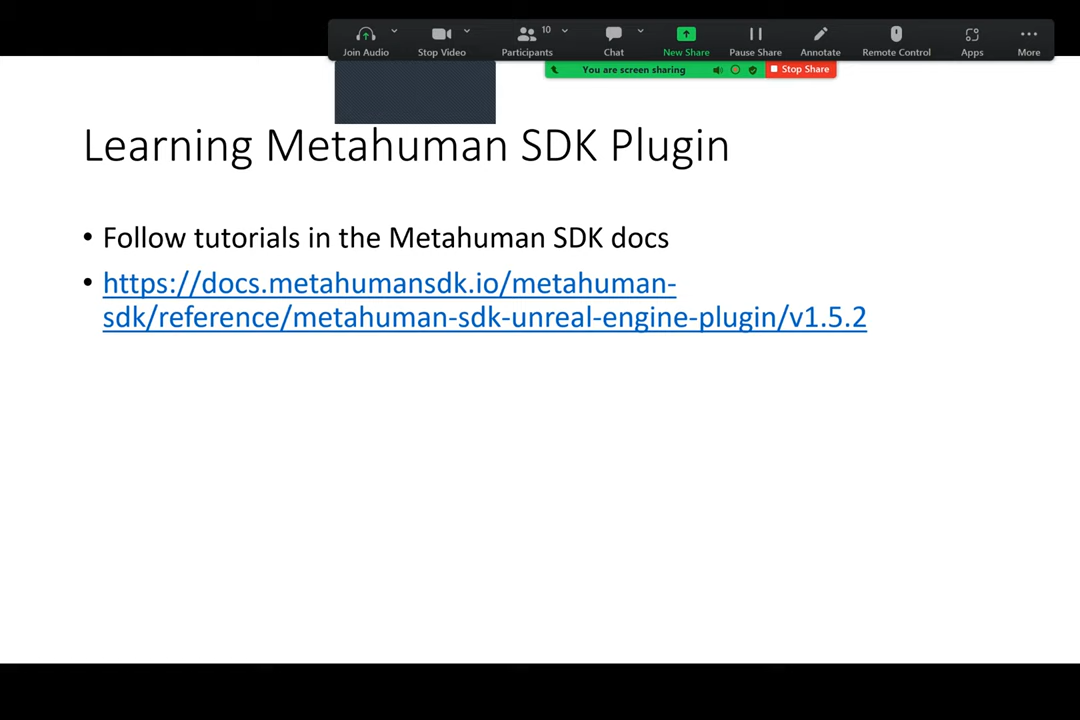 10
Join Audio
Stop Video
Participants
Chat
New Share
Pause Share
Annotate
Remote Control
Apps
More
You are screen sharing
Stop Share
Learning Metahuman SDK Plugin
• Follow tutorials in the Metahuman SDK docs
• https://docs.metahumansdk.io/metahuman-
sdk/reference/metahuman-sdk-unreal-engine-plugin/v1.5.2